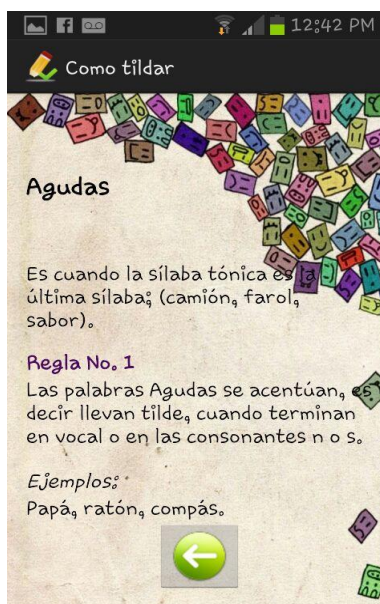 12:42 PM
Como tildar
Agudas
Es cuando la sílaba tónica es la
última sílaba; (camión, farol,
sabor).
Regla No. 1
Las palabras Agudas se acentúan, es
decir llevan tilde, cuando terminan
en vocal o en las consonantes n o s.
Ejemplos:
Papá, ratón, compás.